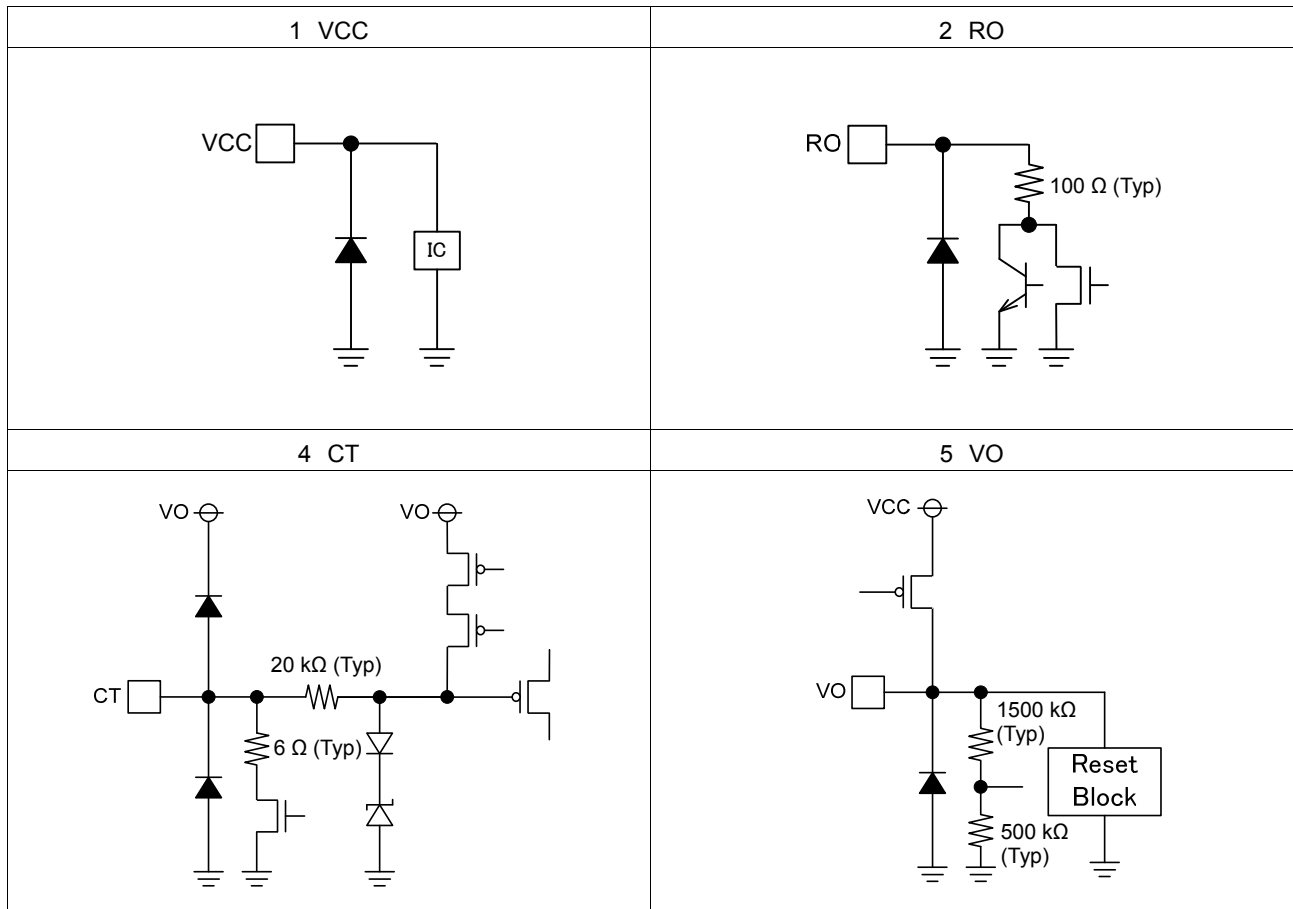 1 VCC
2 RO
VCC
IC
RO
100 Ω (Typ)
4 CT
5 VO
VO
VO
20 kΩ (Typ)
CT
6 Ω (Typ)
VCC
VO
1500 kΩ
(Typ)
Reset
Block
500 kΩ
(Typ)